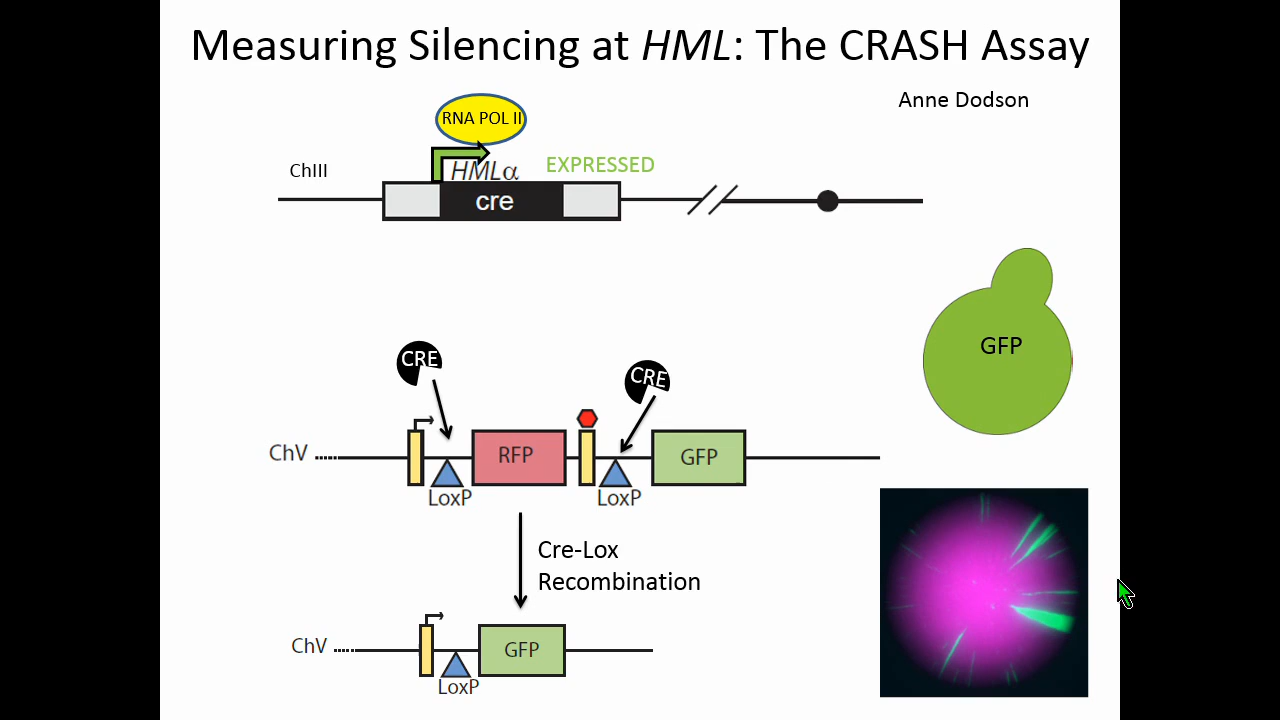 Measuring Silencing at HML: The CRASH Assay
Anne Dodson
RNA POL II
ChIII
HMLα
EXPRESSED
cre
GFP
CRE
CRE
ChV
RFP
GFP
LoxP
LoxP
Cre-Lox
Recombination
ChV
GFP
LoxP